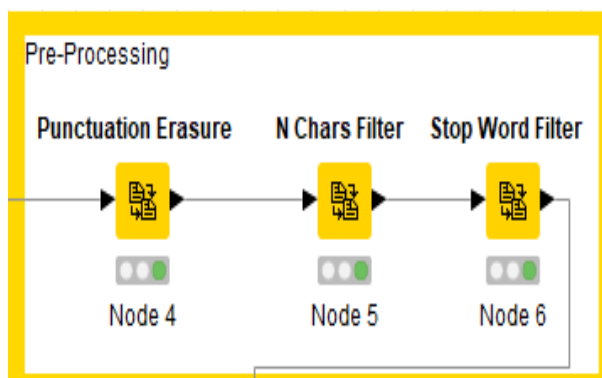 Pre-Processing
Punctuation Erasure N Chars Filter Stop Word Filter
Node 4 Node 5 Node 6